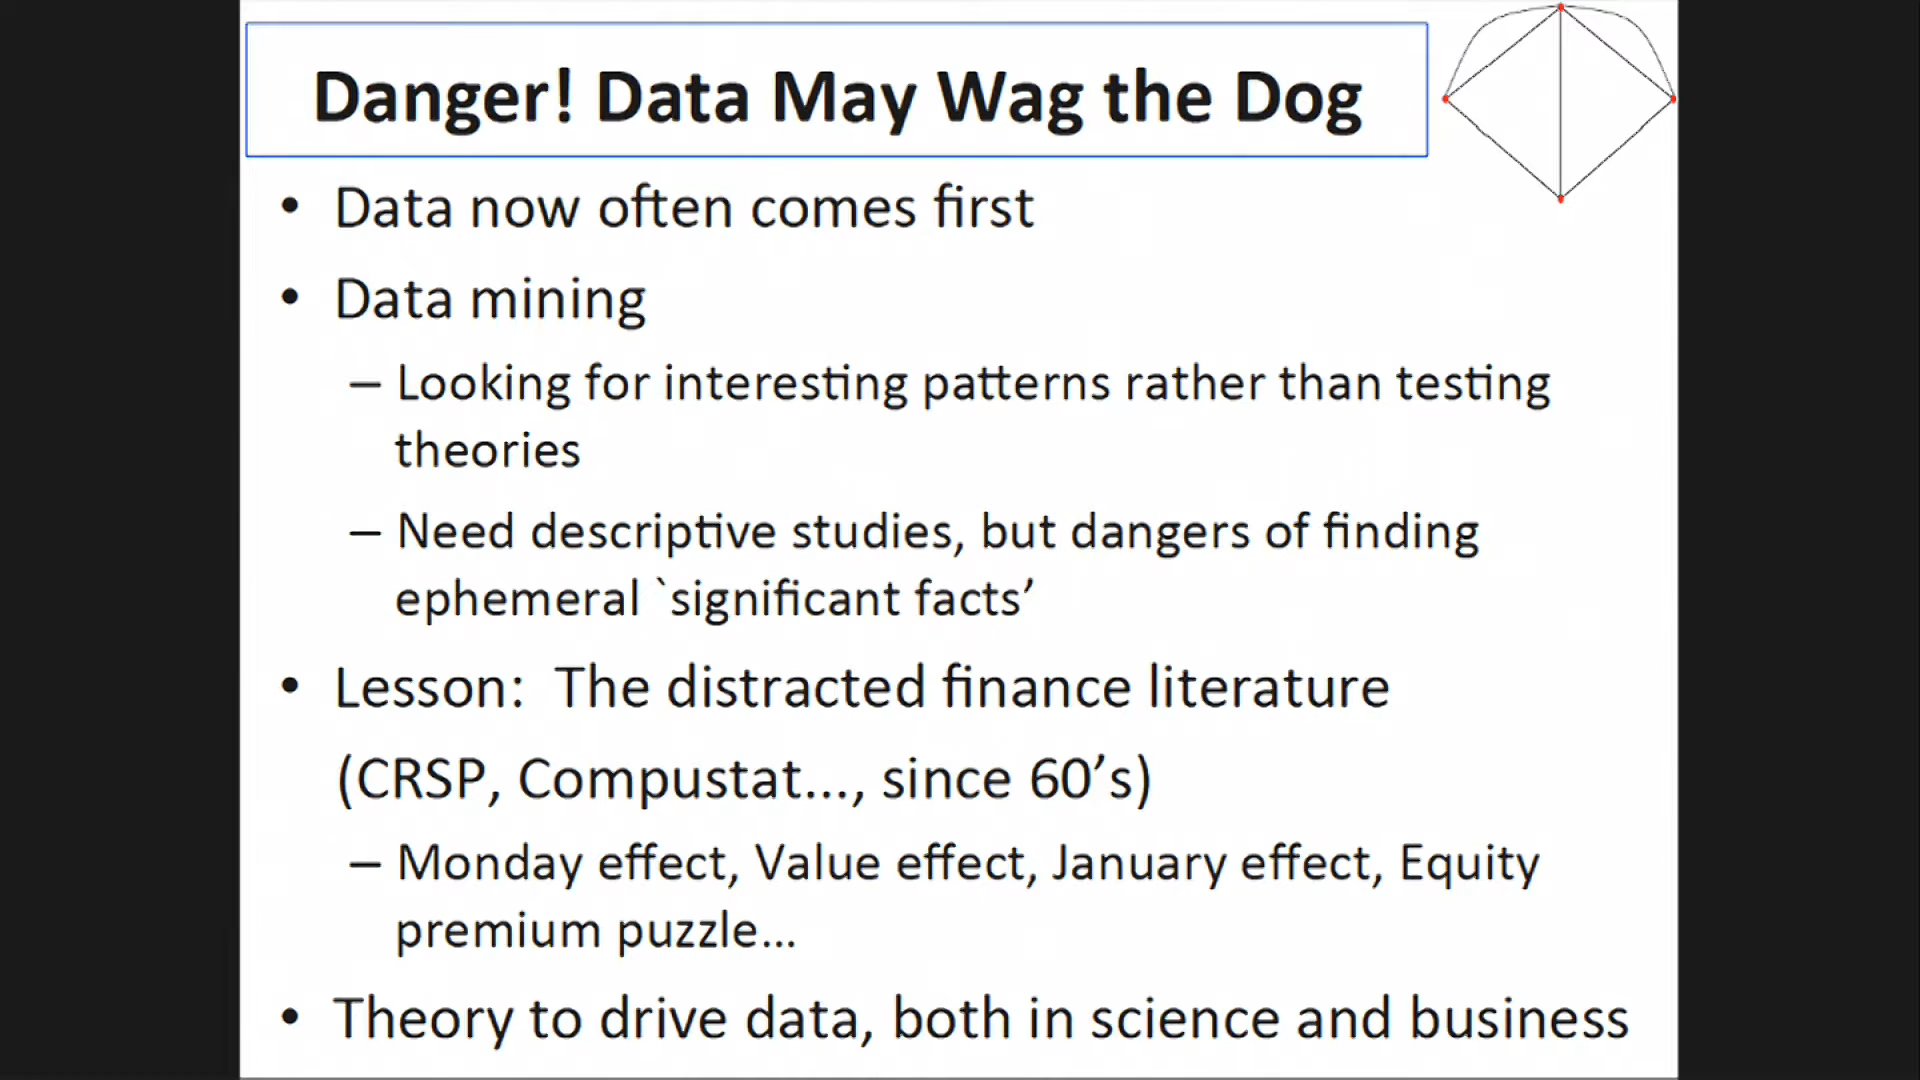 Danger! Data May Wag the Dog
• Data now often comes first
• Data mining
– Looking for interesting patterns rather than testing
theories
– Need descriptive studies, but dangers of finding
ephemeral `significant facts’
• Lesson:  The distracted finance literature
(CRSP, Compustat..., since 60’s)
– Monday effect, Value effect, January effect, Equity
premium puzzle…
• Theory to drive data, both in science and business